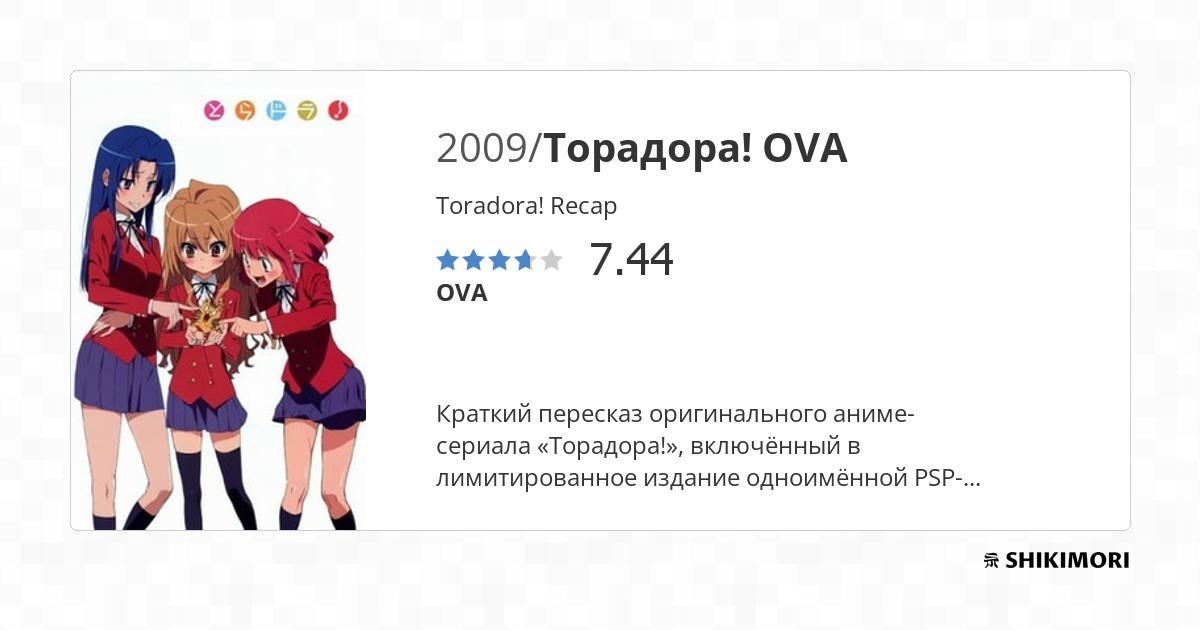 とらドラ!
2009/Торадора! OVA
Toradora! Recap
7.44
OVA
Краткий пересказ оригинального аниме-
сериала «Торадора!», включённый в
лимитированное издание одноимённой PSP-...
SHIKIMORI